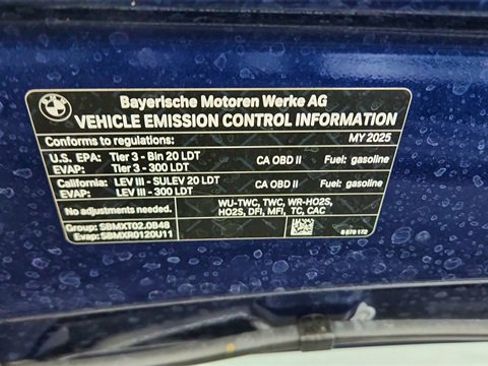 BMW
Bayerische Motoren Werke AG
VEHICLE EMISSION CONTROL INFORMATION
Conforms to regulations: MY 2025
U.S. EPA: Tier 3 - Bin 20 LDT CA OBD II Fuel: gasoline
EVAP: Tier 3 - 300 LDT
California: LEV III - SULEV 20 LDT CA OBD II Fuel: gasoline
EVAP: LEV III - 300 LDT
No adjustments needed. WU-TWC, TWC, WR-HO2S,
HO2S, DFI, MFI, TC, CAC
Group: SBMXT02.0B48
Evap: SBMXR0120U11